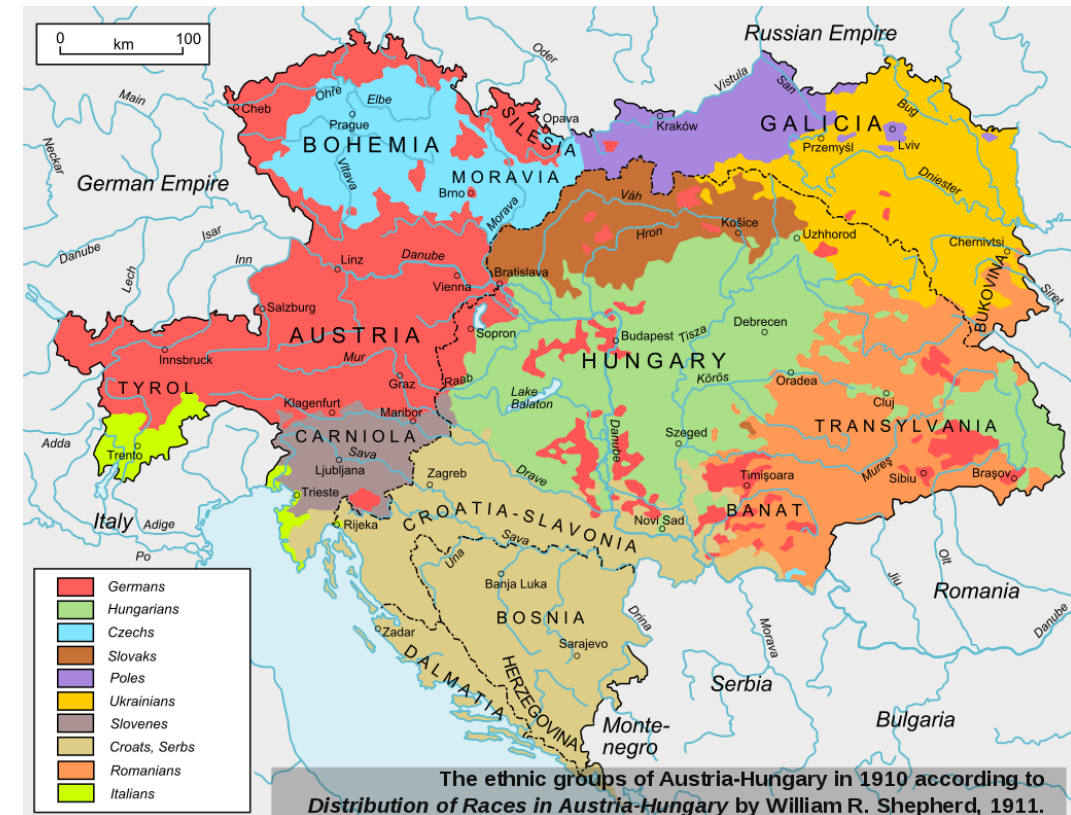 0 100
km
Russian Empire
Oder
Vistula
San
Bug
Main
Cheb
Ohře
Elbe
Prague
BOHEMIA
Vltava
SILESIA
Opava
Kraków
GALICIA
Przemyśl
Lviv
Dniester
Neckar
German Empire
MORAVIA
Brno
Morava
Váh
Hron
Košice
Uzhhorod
Chernivtsi
BUKOVINA
Siret
Danube
Lech
Isar
Inn
Linz
Danube
Vienna
Bratislava
Salzburg
AUSTRIA
Sopron
Budapest
Tisza
Debrecen
HUNGARY
Innsbruck
Mur
Graz
Raab
Lake
Balaton
Körös
Oradea
Cluj
TYROL
Klagenfurt
Maribor
CARNIOLA
Sava
Ljubljana
Danube
Szeged
TRANSYLVANIA
Mureș
Adda
Trento
Trieste
Zagreb
Drave
Timișoara
Sibiu
Brașov
Italy
Adige
Po
Rijeka
CROATIA-SLAVONIA
Sava
Novi Sad
BANAT
Una
Banja Luka
BOSNIA
Drina
Sarajevo
Zadar
DALMATIA
HERZEGOVINA
Morava
Jiu
Olt
Romania
Danube
Serbia
Monte-
negro
Bulgaria
Germans
Hungarians
Czechs
Slovaks
Poles
Ukrainians
Slovenes
Croats, Serbs
Romanians
Italians
The ethnic groups of Austria-Hungary in 1910 according to
Distribution of Races in Austria-Hungary by William R. Shepherd, 1911.